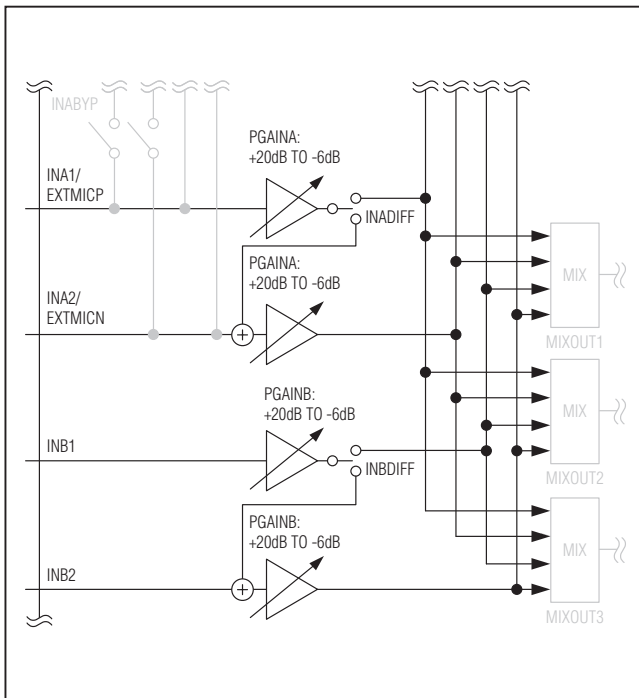 INABYP
PGAINA:
+20dB TO -6dB
INA1/
EXTMICP
INADIFF
PGAINA:
+20dB TO -6dB
INA2/
EXTMICN
MIX
MIXOUT1
PGAINB:
+20dB TO -6dB
INB1
INBDIFF
MIX
MIXOUT2
PGAINB:
+20dB TO -6dB
INB2
MIX
MIXOUT3